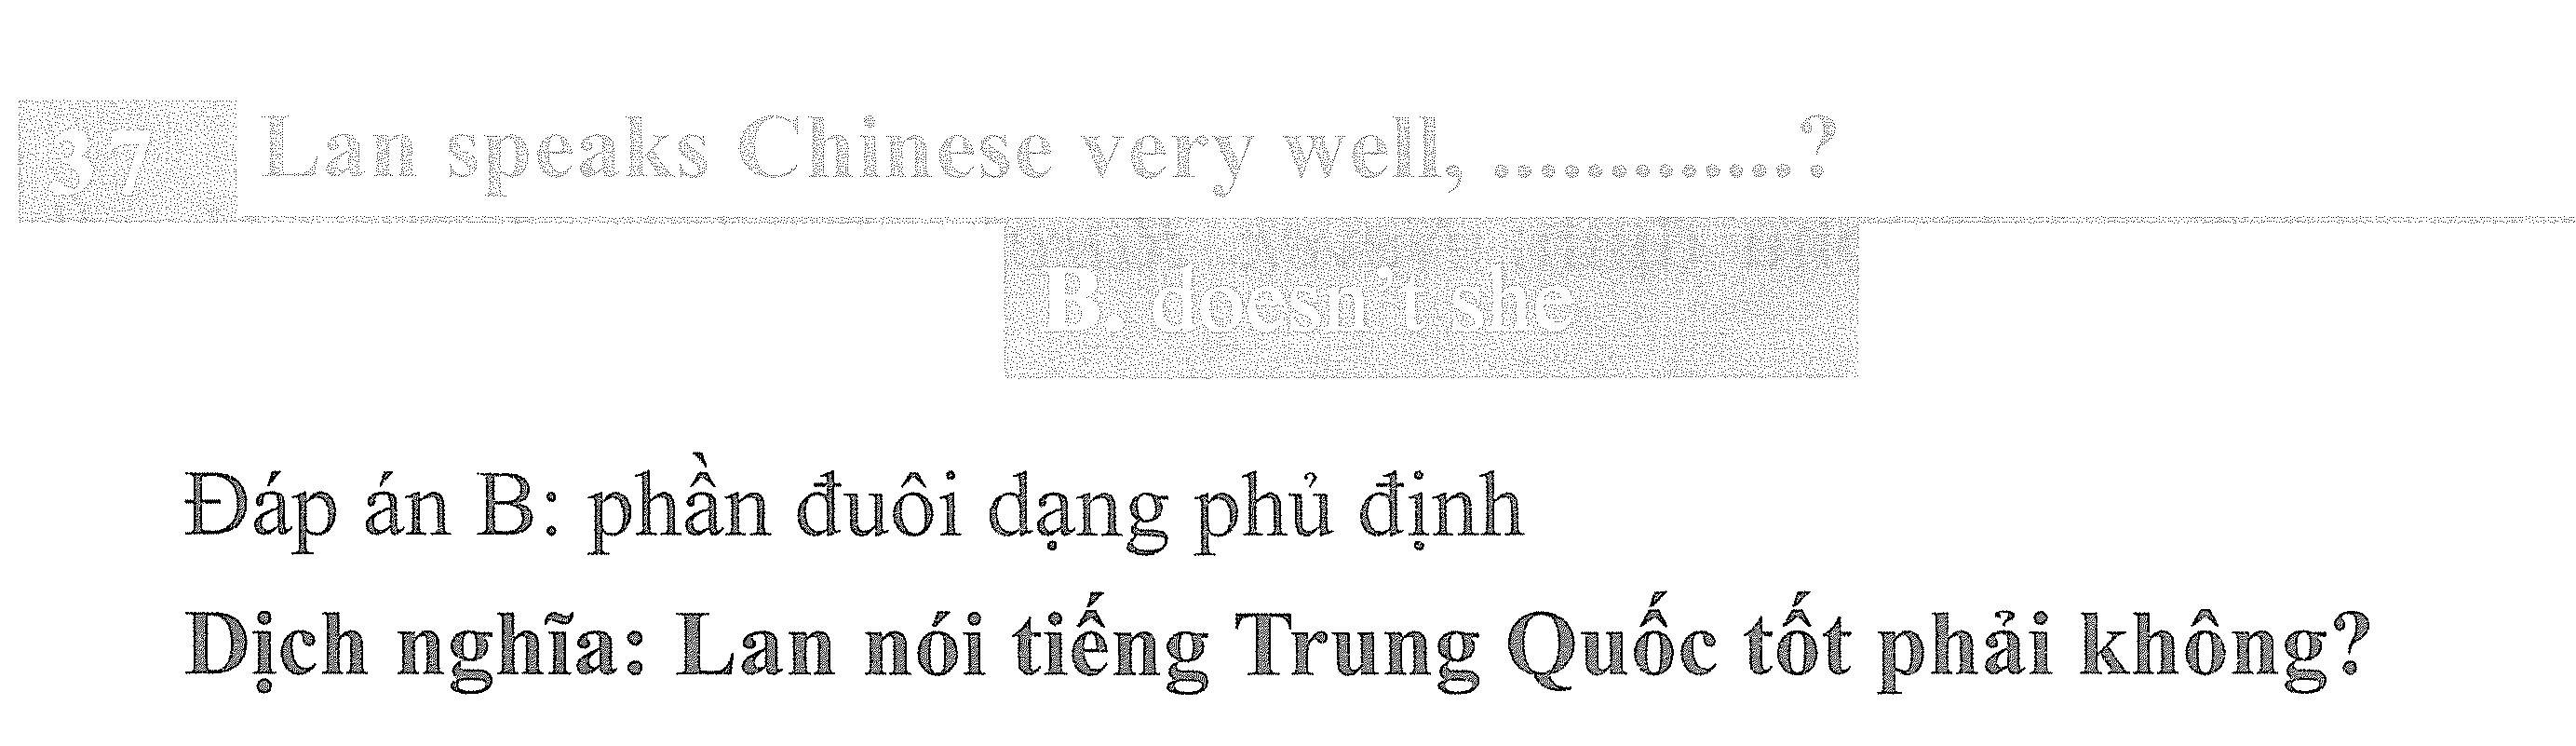 37 Lan speaks Chinese very well, .............?
B. doesn't she
Đáp án B: phần đuôi dạng phủ định
Dịch nghĩa: Lan nói tiếng Trung Quốc tốt phải không?